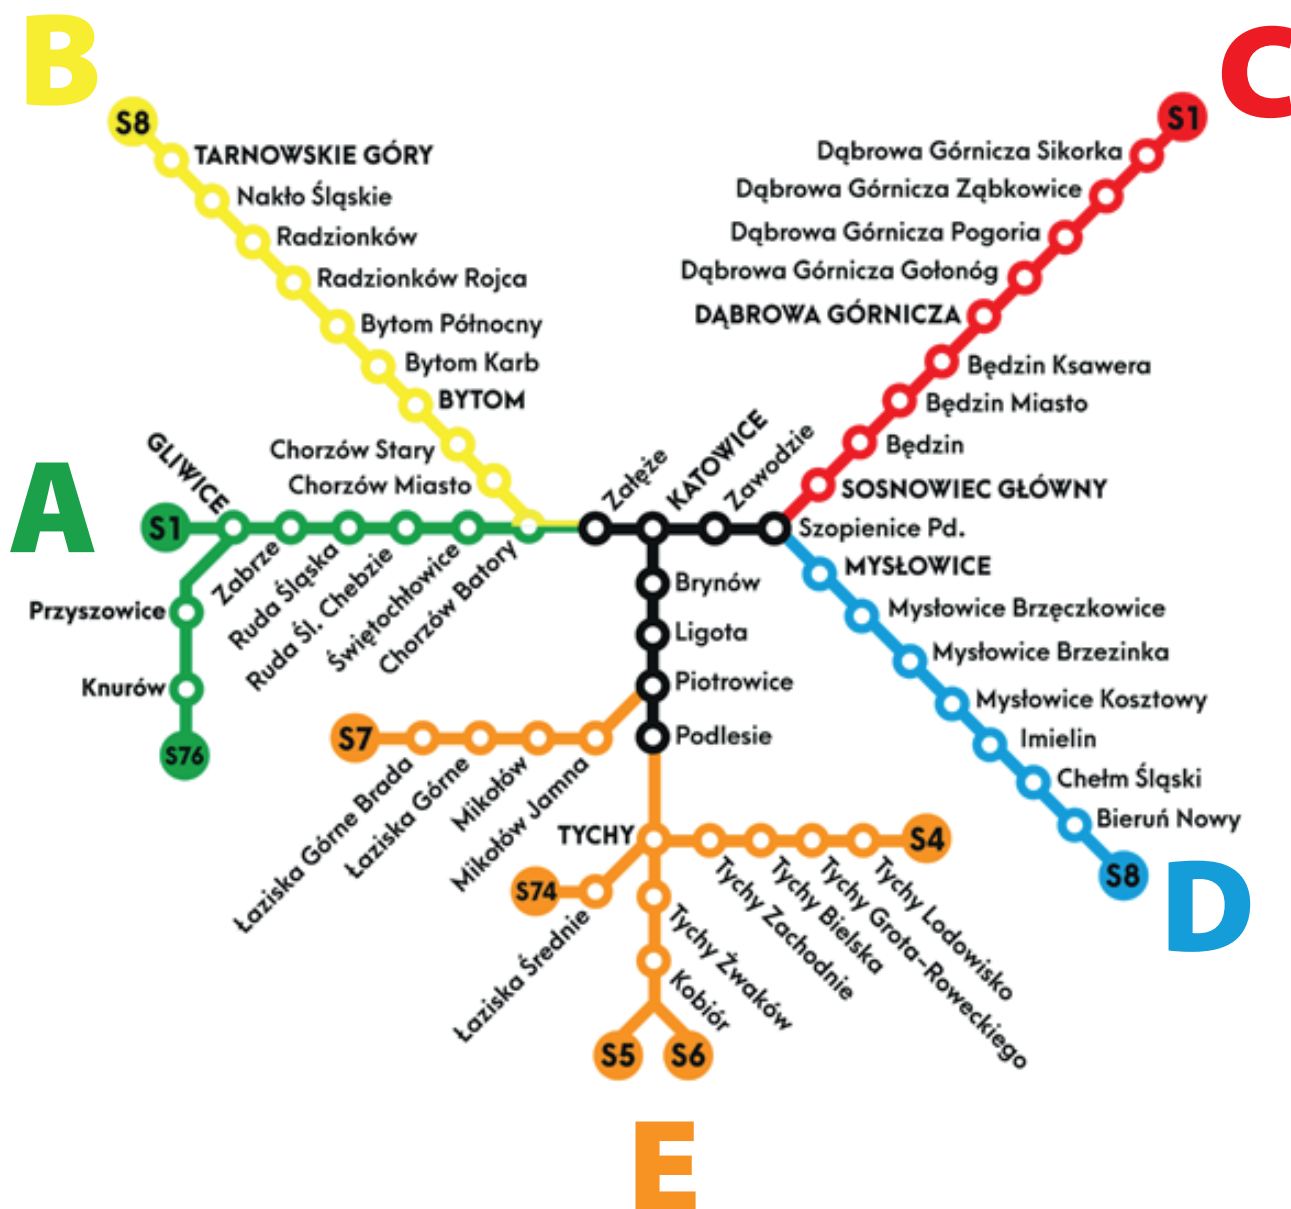 B
C
S8
S1
TARNOWSKIE GÓRY
Nakło Śląskie
Radzionków
Radzionków Rojca
Bytom Północny
Bytom Karb
BYTOM
Chorzów Stary
Chorzów Miasto
Dąbrowa Górnicza Sikorka
Dąbrowa Górnicza Ząbkowice
Dąbrowa Górnicza Pogoria
Dąbrowa Górnicza Gołonóg
DĄBROWA GÓRNICZA
Będzin Ksawera
Będzin Miasto
Będzin
SOSNOWIEC GŁÓWNY
A
S1
GLIWICE
Zabrze
Ruda Śląska
Ruda Śl. Chebzie
Świętochłowice
Chorzów Batory
Załęże
KATOWICE
Zawodzie
Szopienice Pd.
Przyszowice
Knurów
S76
Brynów
Ligota
Piotrowice
Podlesie
MYSŁOWICE
Mysłowice Brzęczkowice
Mysłowice Brzezinka
Mysłowice Kosztowy
Imielin
Chełm Śląski
Bieruń Nowy
S8
D
S7
Łaziska Górne Brada
Łaziska Górne
Mikołów
Mikołów Jamna
TYCHY
S4
Tychy Zachodnie
Tychy Bielska
Tychy Grota-Roweckiego
Tychy Lodowisko
S74
Łaziska Średnie
Tychy Żwaków
Kobiór
S5
S6
E